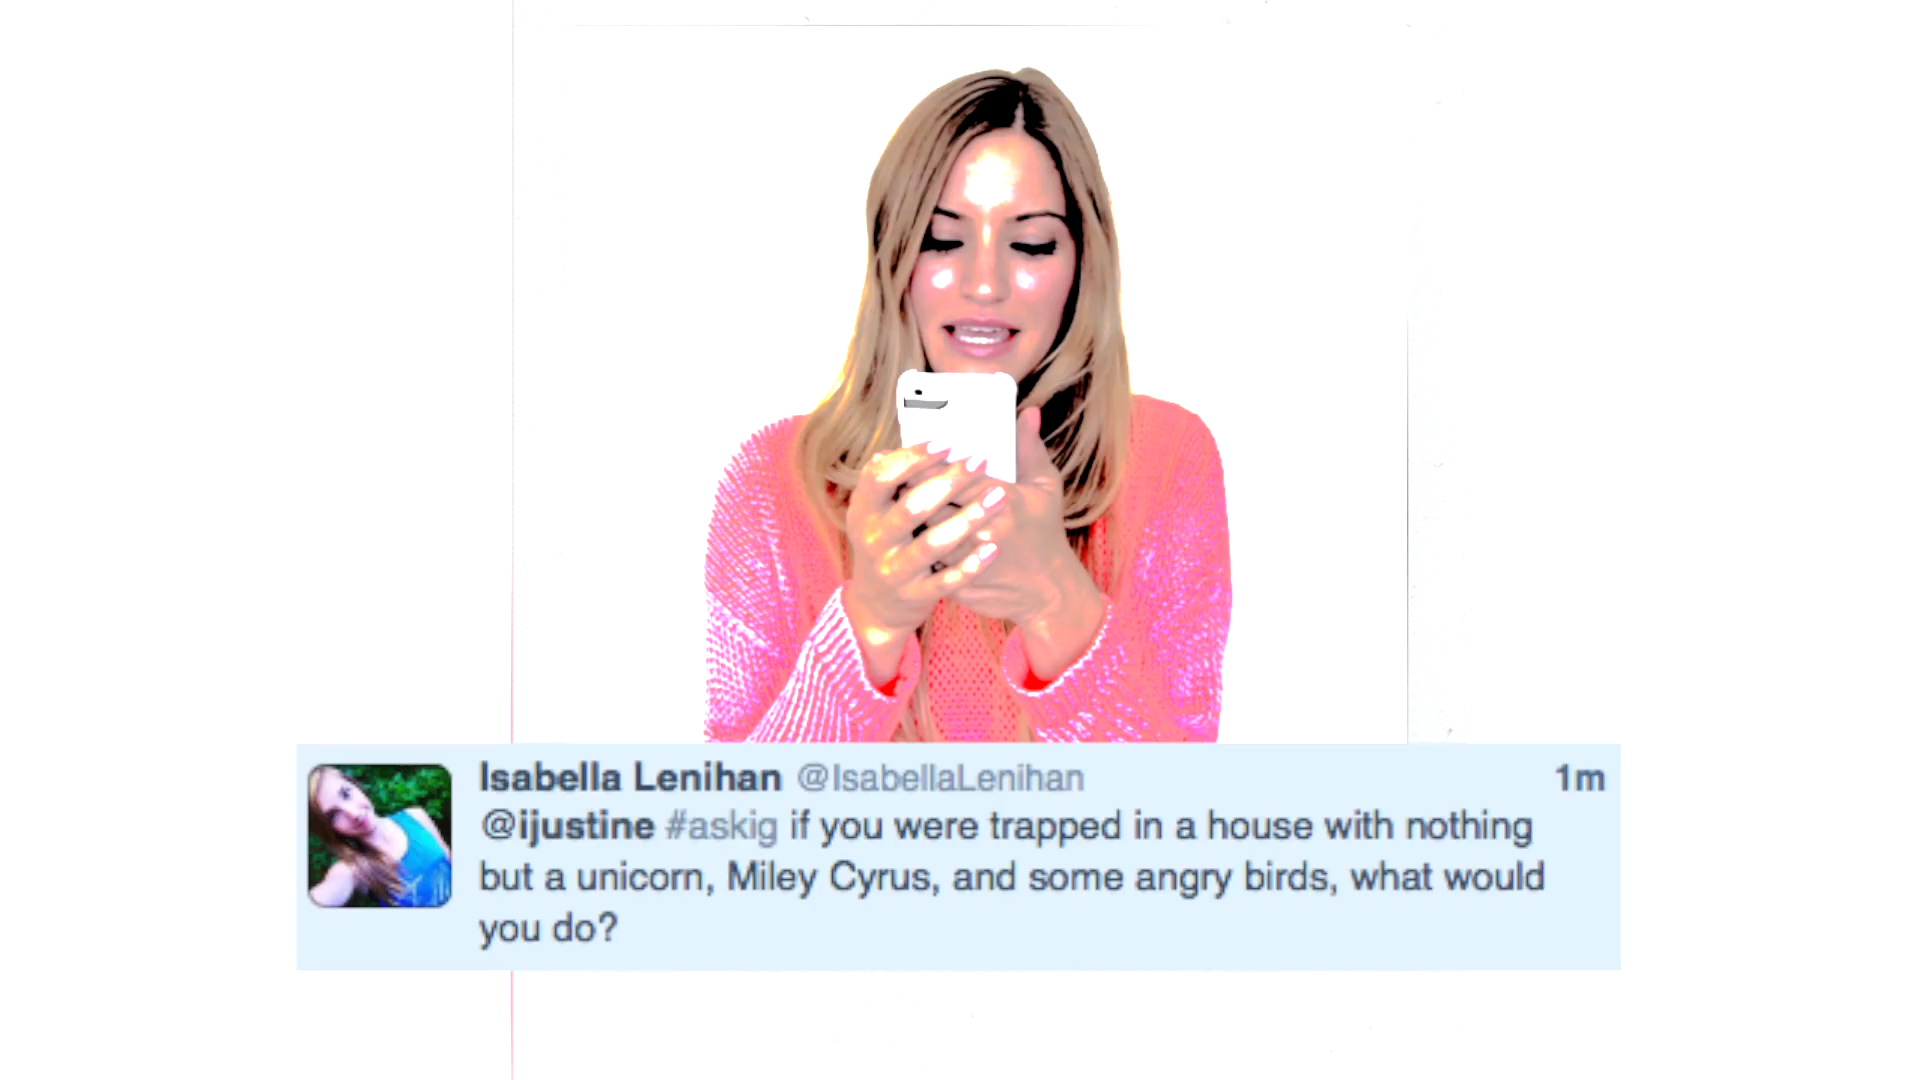 Isabella Lenihan @IsabellaLenihan 1m
@ijustine #askig if you were trapped in a house with nothing
but a unicorn, Miley Cyrus, and some angry birds, what would
you do?